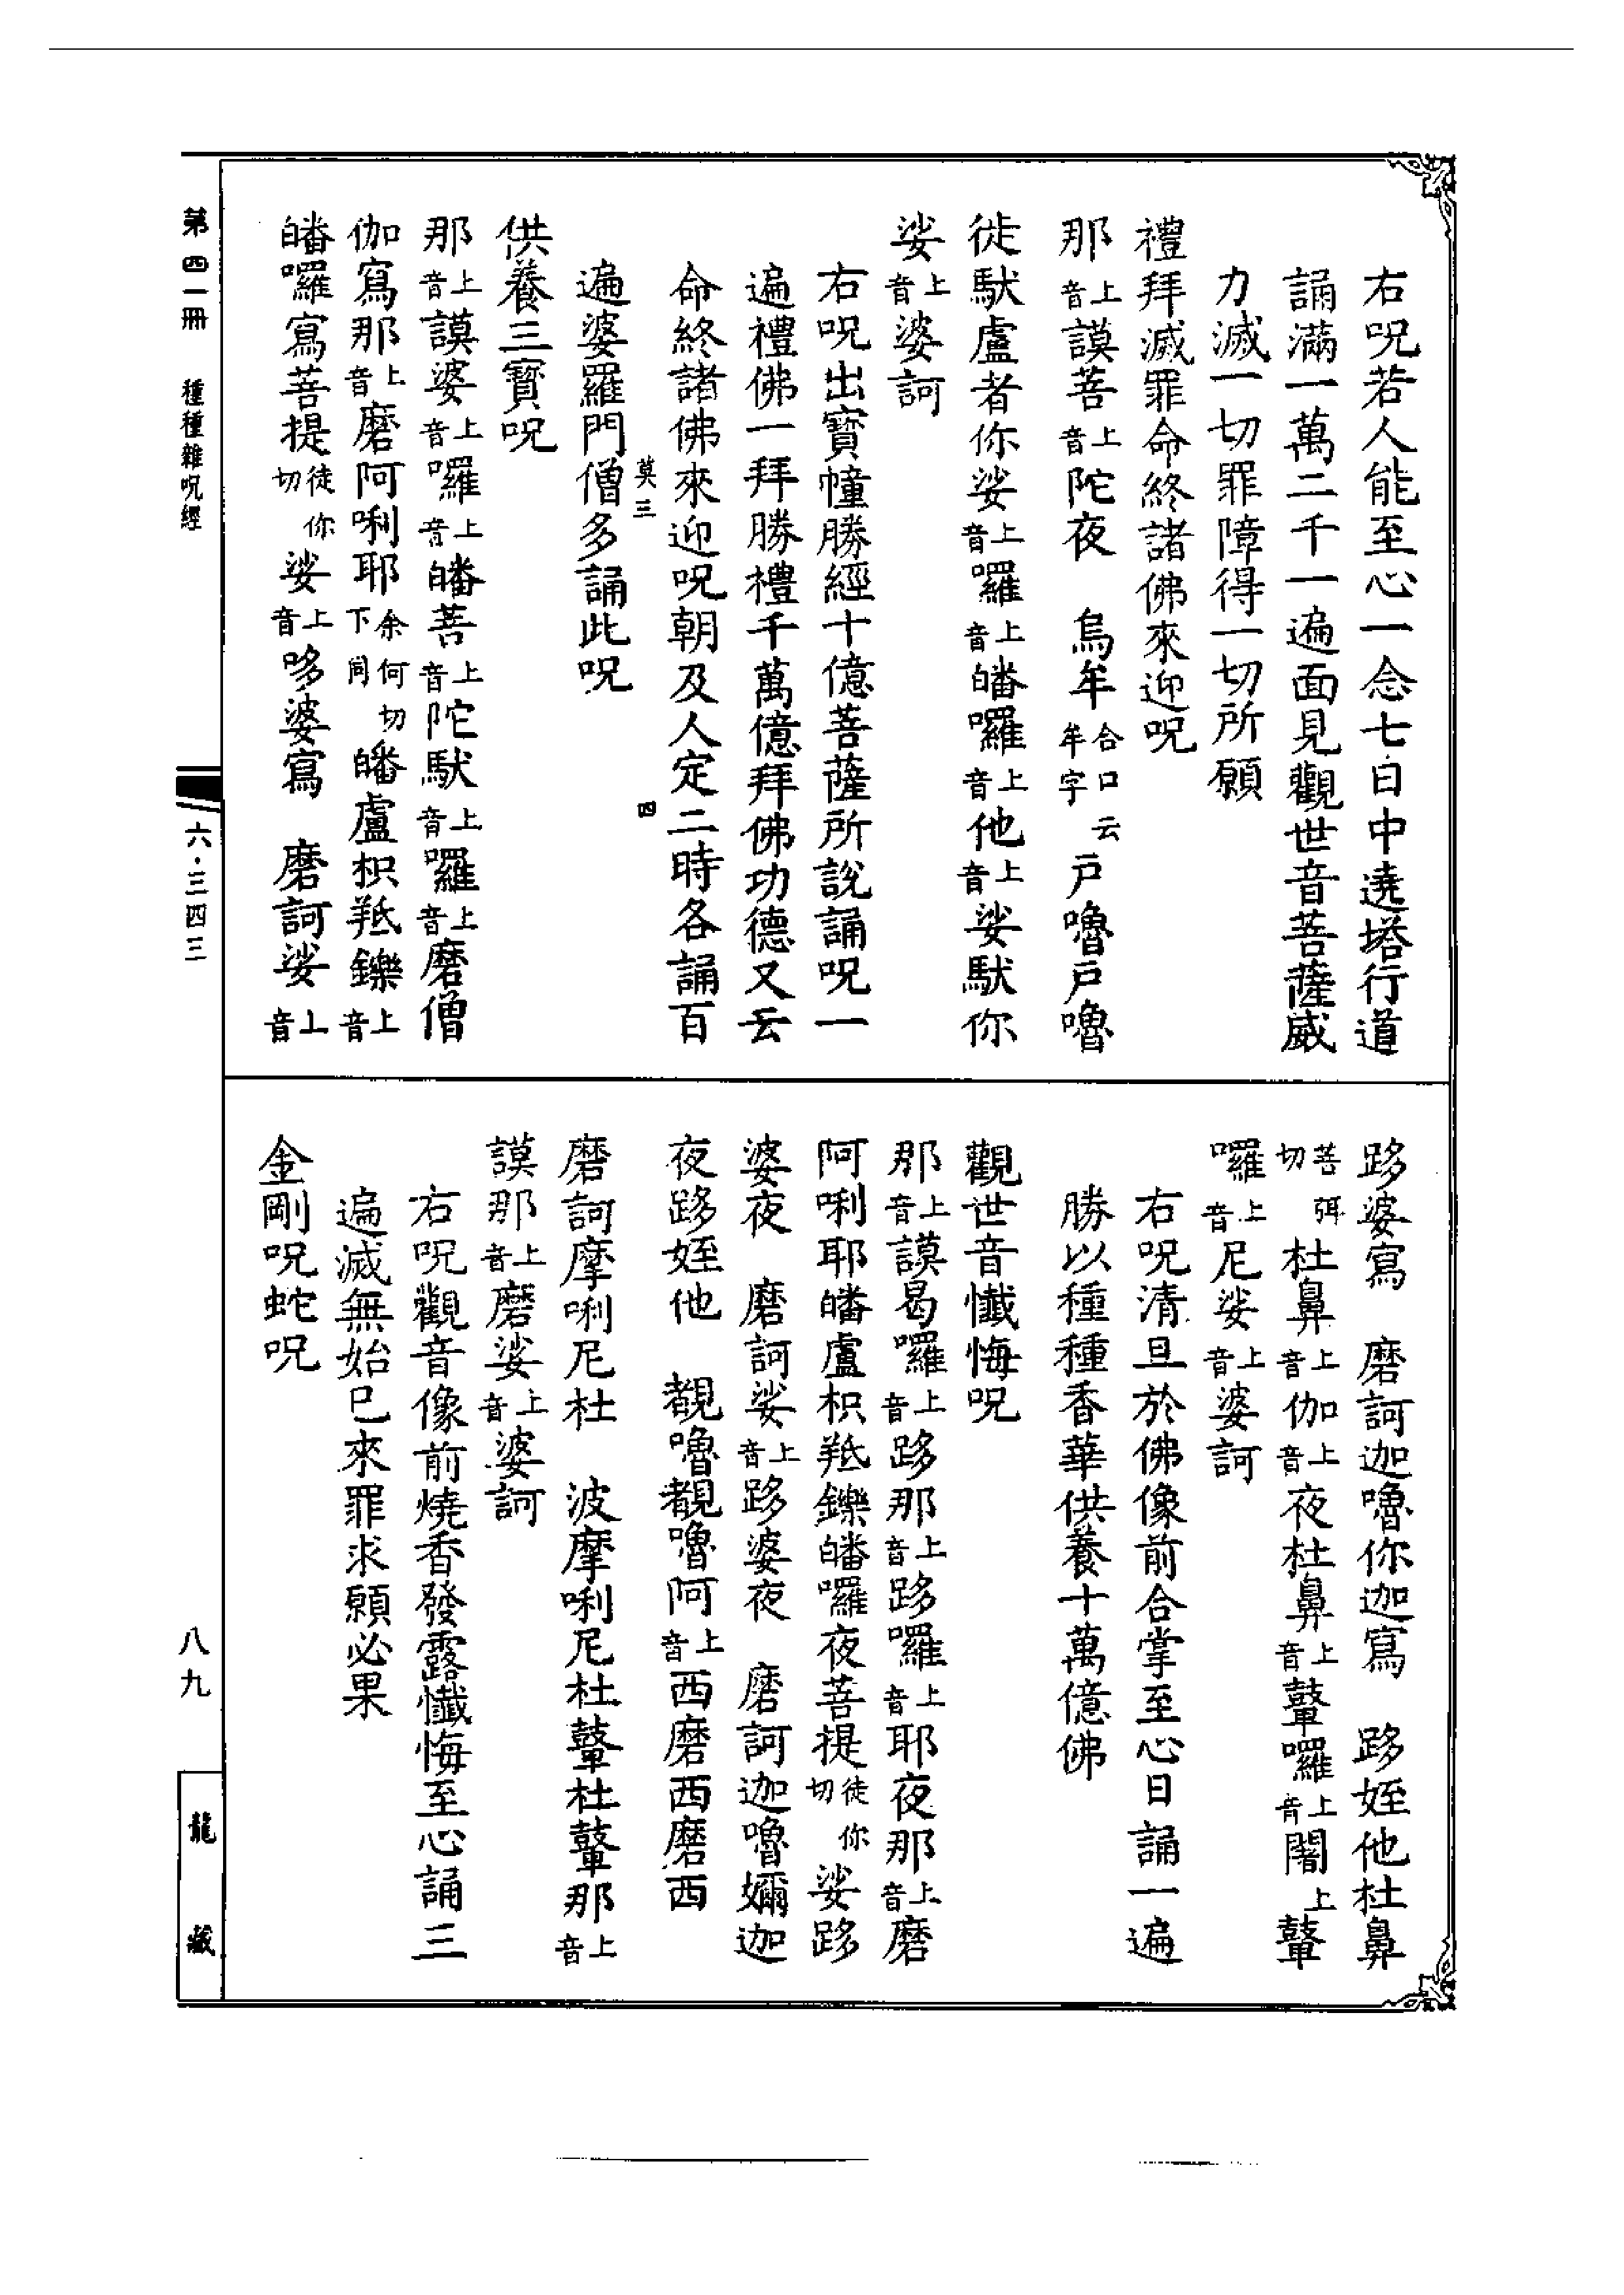 右呪若人能至心一念七日中遶塔行道
誦滿一萬二千一遍面見觀世音菩薩威
力滅一切罪障得一切所願
禮拜滅罪命終諸佛來迎呪
那上音謨菩上音陀夜　烏牟合口云牟字戶嚕戶嚕
徙馱盧者你娑上音囉上音皤囉上音他上音娑馱你
娑上音婆訶
右呪出寶幢勝經十億菩薩所說誦呪一
遍禮佛一拜勝禮千萬億拜佛功德又云
命終諸佛來迎呪朝及人定二時各誦百
莫三　四
遍婆羅門僧多誦此呪
供養三寶呪
那上音謨婆上音囉上音皤菩上音陀馱上音囉上音磨僧
伽寫那上音磨阿唎耶余何切下同皤盧枳羝鑠上音
皤囉寫菩提徒你切娑上音哆婆寫　磨訶娑上音
第四一冊　種種雜呪經
六·三四三
跢婆寫　磨訶迦嚕你迦寫　跢姪他杜鼻
菩弭切杜鼻上音伽上音夜杜鼻上音鼙囉上音闍上鼙
囉上音尼娑上音婆訶
右呪清旦於佛像前合掌至心日誦一遍
勝以種種香華供養十萬億佛
觀世音懺悔呪
那上音謨曷囉上音跢那上音跢囉上音耶夜那上音磨
阿唎耶皤盧枳羝鑠皤囉夜菩提徒你切娑跢
婆夜　磨訶娑上音跢婆夜　磨訶迦嚕嬭迦
夜跢姪他　覩嚕覩嚕阿上音西磨西磨西
磨訶摩唎尼杜　波摩唎尼杜鼙杜鼙那上音
謨那上音磨娑上音婆訶
右呪觀音像前燒香發露懺悔至心誦三
遍滅無始已來罪求願必果
金剛呪蛇呪
八九
龍藏